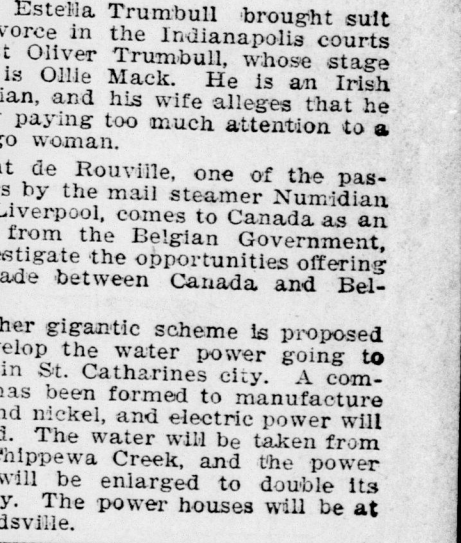 Estella Trumbull brought suit
vorce in the Indianapolis courts
t Oliver Trumbull, whose stage
is Ollie Mack. He is an Irish
ian, and his wife alleges that he
paying too much attention to a
go woman.
t de Rouville, one of the pas-
s by the mail steamer Numidian
Liverpool, comes to Canada as an
from the Belgian Government,
stigate the opportunities offering
ade between Canada and Bel-
her gigantic scheme is proposed
elop the water power going to
in St. Catharines city. A com-
has been formed to manufacture
nd nickel, and electric power will
d. The water will be taken from
hippewa Creek, and the power
will be enlarged to double its
y. The power houses will be at
dsville.